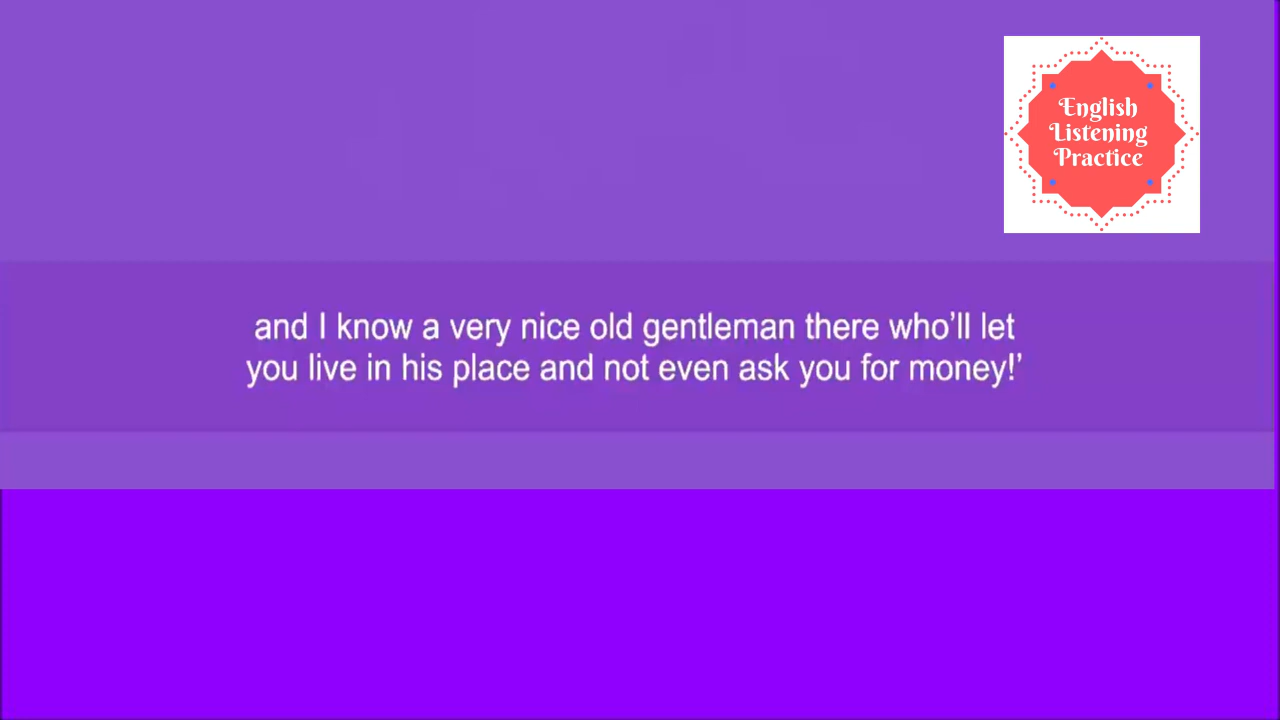 English
Listening
Practice
and I know a very nice old gentleman there who’ll let
you live in his place and not even ask you for money!’